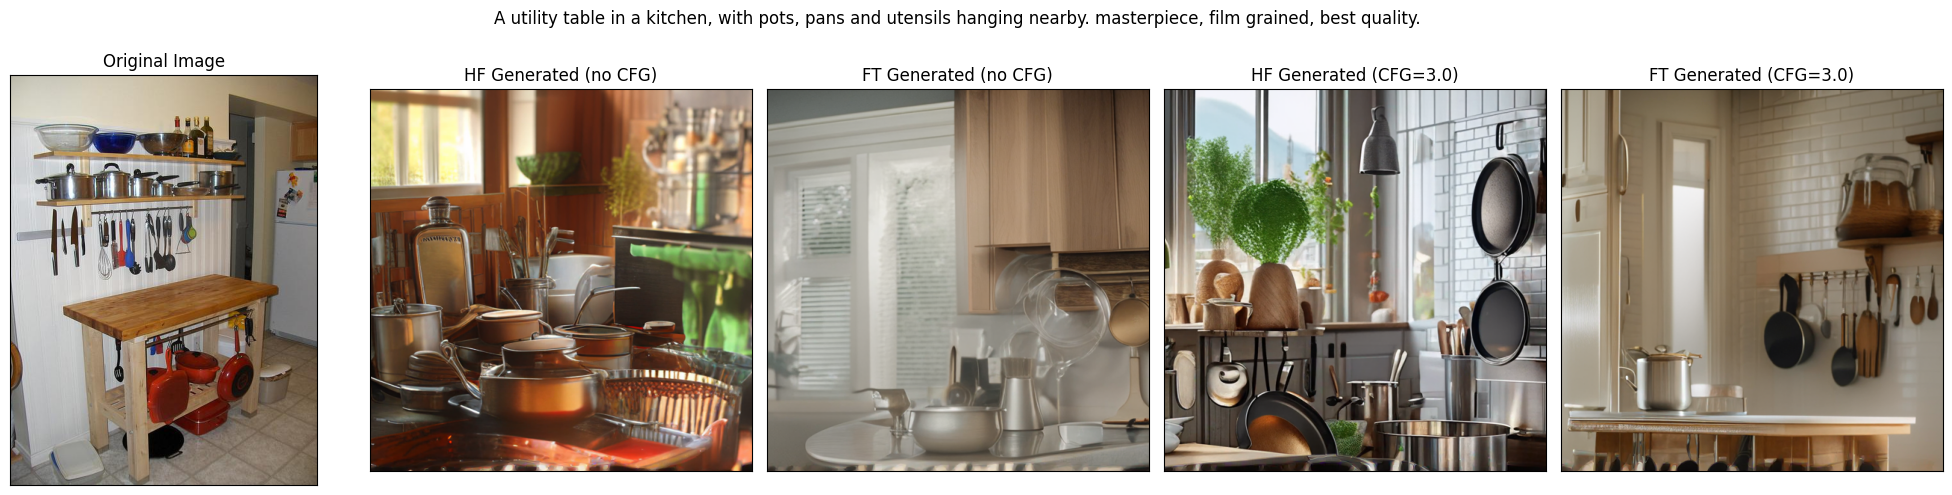 A utility table in a kitchen, with pots, pans and utensils hanging nearby. masterpiece, film grained, best quality.
Original Image
HF Generated (no CFG)
FT Generated (no CFG)
HF Generated (CFG=3.0)
FT Generated (CFG=3.0)